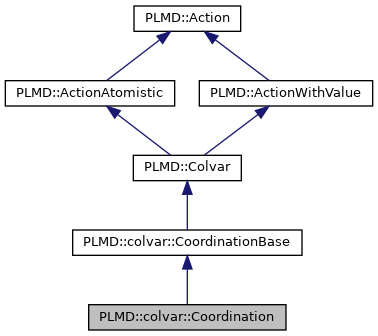 PLMD::Action
PLMD::ActionAtomistic
PLMD::ActionWithValue
PLMD::Colvar
PLMD::colvar::CoordinationBase
PLMD::colvar::Coordination